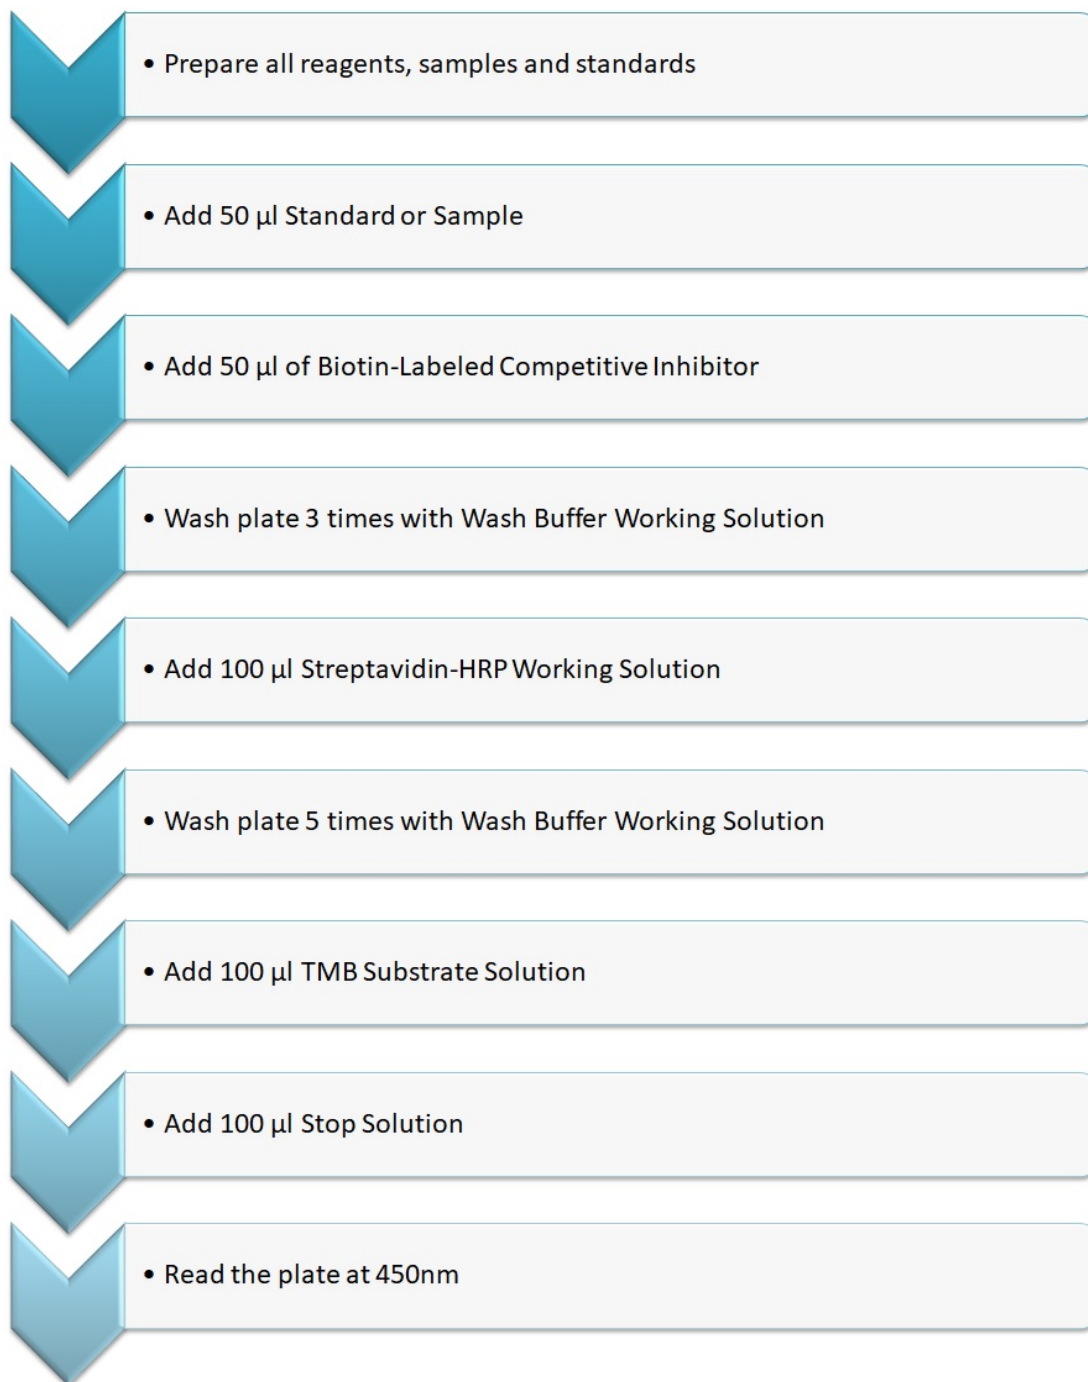 • Prepare all reagents, samples and standards
• Add 50 µl Standard or Sample
• Add 50 µl of Biotin-Labeled Competitive Inhibitor
• Wash plate 3 times with Wash Buffer Working Solution
• Add 100 µl Streptavidin-HRP Working Solution
• Wash plate 5 times with Wash Buffer Working Solution
• Add 100 µl TMB Substrate Solution
• Add 100 µl Stop Solution
• Read the plate at 450nm